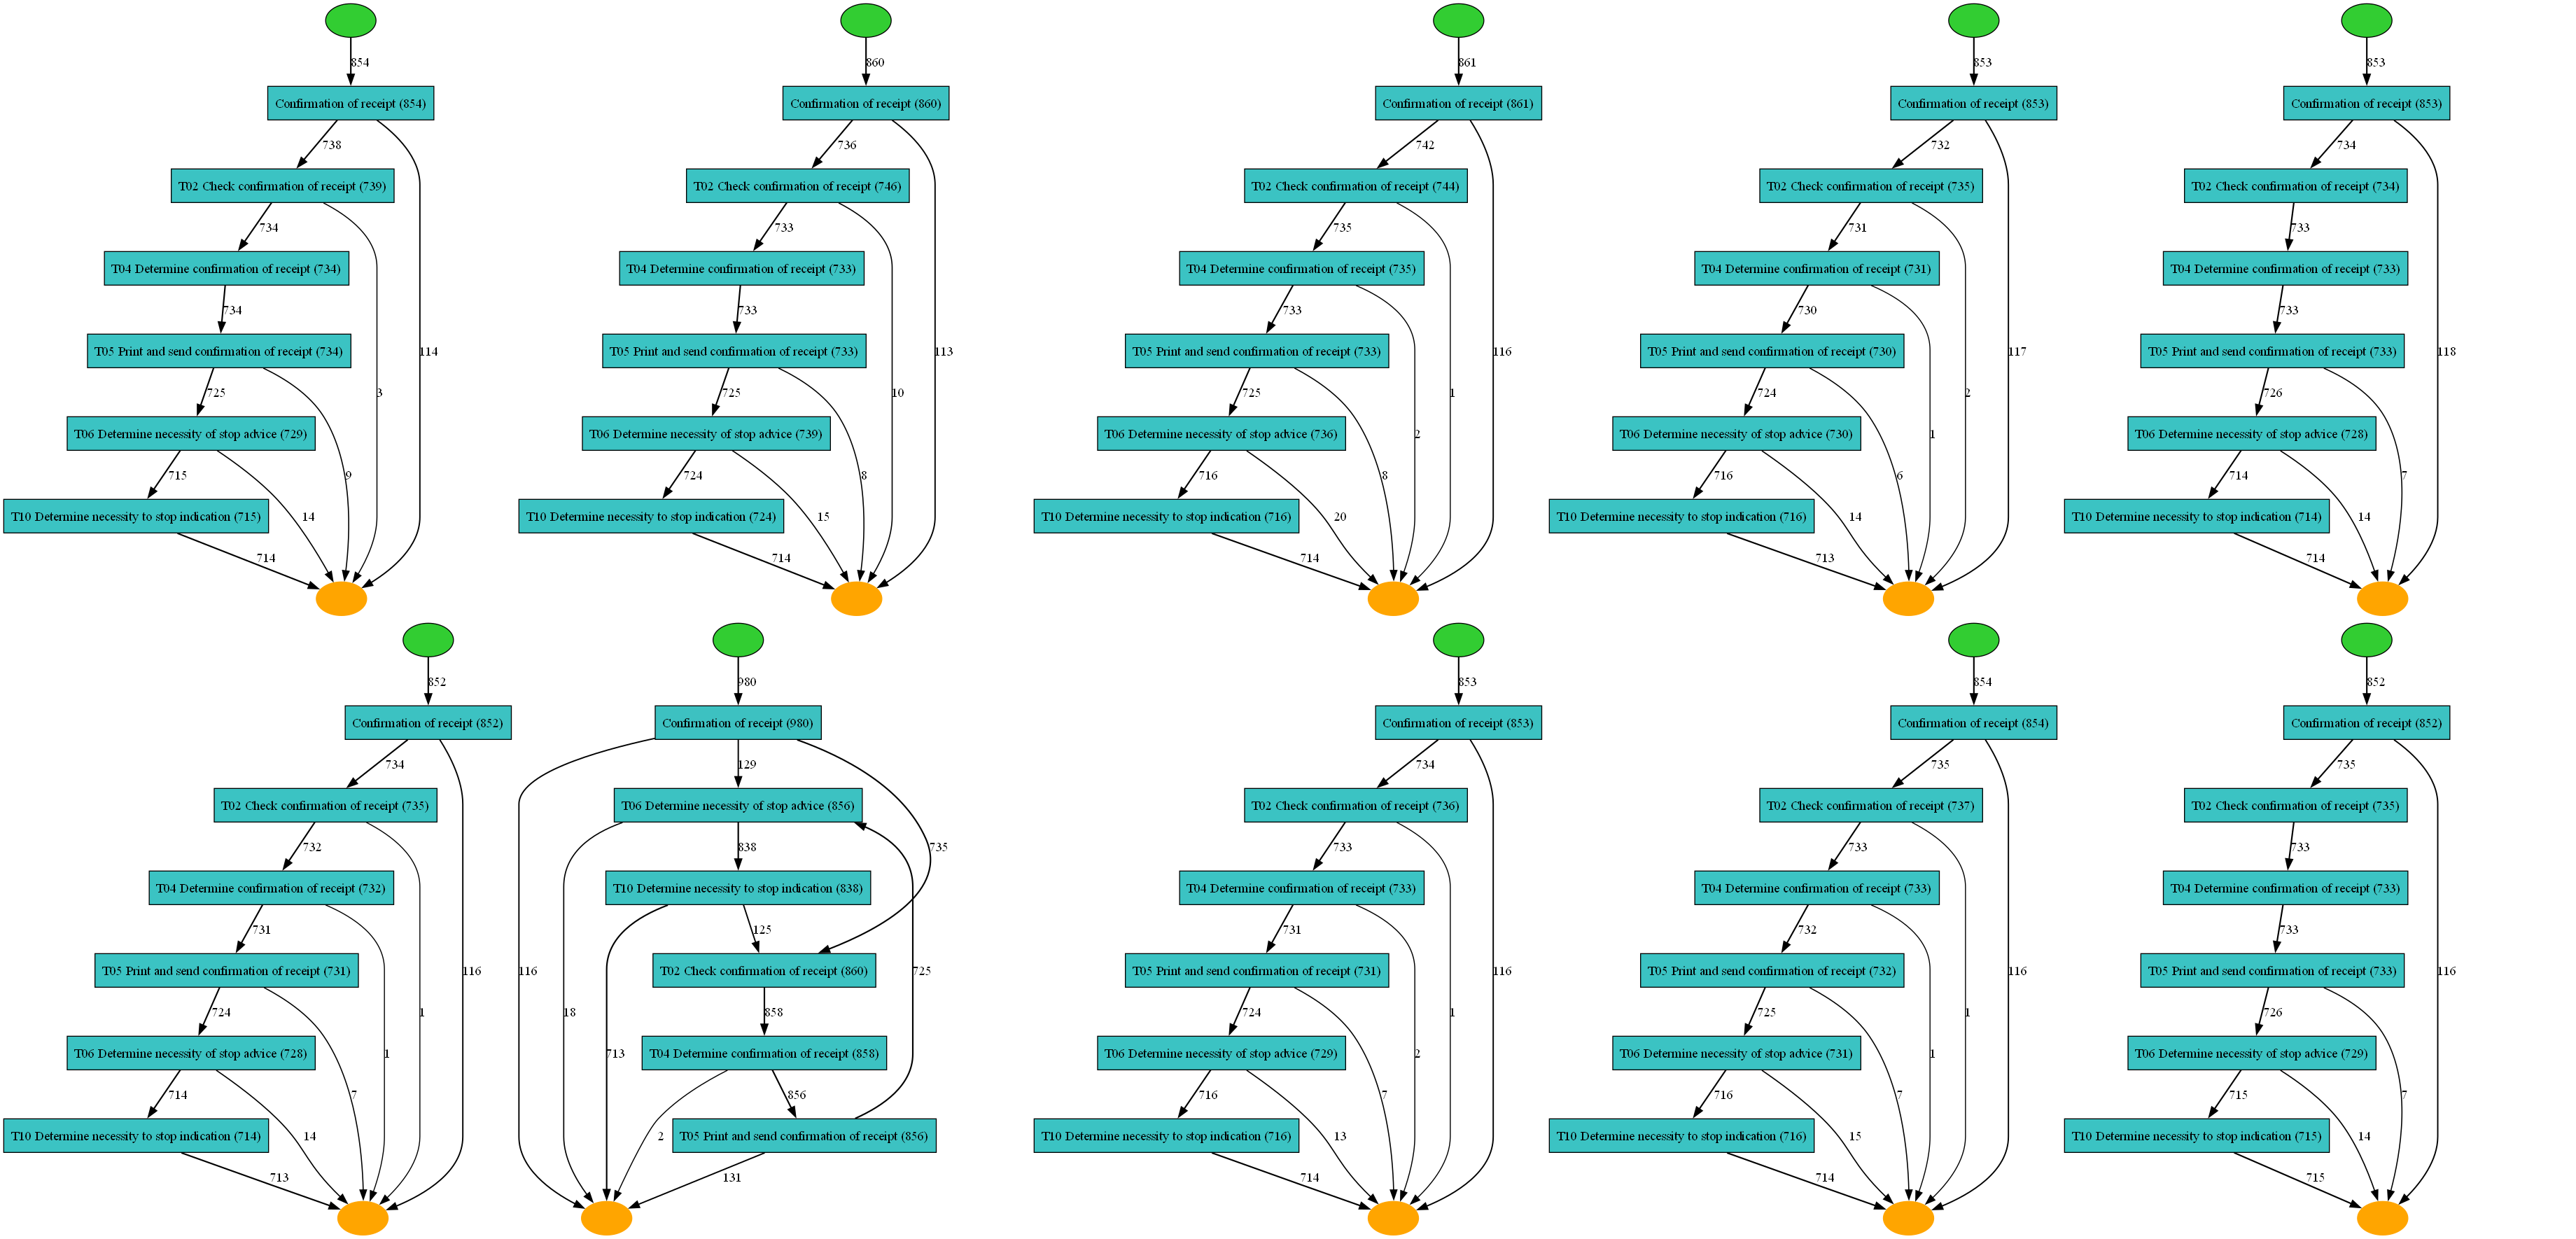 854
Confirmation of receipt (854)
738
T02 Check confirmation of receipt (739)
734
T04 Determine confirmation of receipt (734)
734
T05 Print and send confirmation of receipt (734)
114
725
3
T06 Determine necessity of stop advice (729)
715
9
T10 Determine necessity to stop indication (715)
14
714
860
Confirmation of receipt (860)
736
T02 Check confirmation of receipt (746)
733
T04 Determine confirmation of receipt (733)
733
T05 Print and send confirmation of receipt (733)
113
725
10
T06 Determine necessity of stop advice (739)
724
8
T10 Determine necessity to stop indication (724)
15
714
861
Confirmation of receipt (861)
742
T02 Check confirmation of receipt (744)
735
T04 Determine confirmation of receipt (735)
733
T05 Print and send confirmation of receipt (733)
116
725
1
T06 Determine necessity of stop advice (736)
2
716
8
T10 Determine necessity to stop indication (716)
20
714
853
Confirmation of receipt (853)
732
T02 Check confirmation of receipt (735)
731
T04 Determine confirmation of receipt (731)
730
T05 Print and send confirmation of receipt (730)
117
724
2
T06 Determine necessity of stop advice (730)
1
716
6
T10 Determine necessity to stop indication (716)
14
713
853
Confirmation of receipt (853)
734
T02 Check confirmation of receipt (734)
733
T04 Determine confirmation of receipt (733)
733
T05 Print and send confirmation of receipt (733)
118
726
T06 Determine necessity of stop advice (728)
714
7
T10 Determine necessity to stop indication (714)
14
714
852
Confirmation of receipt (852)
734
T02 Check confirmation of receipt (735)
732
T04 Determine confirmation of receipt (732)
731
T05 Print and send confirmation of receipt (731)
116
724
1
T06 Determine necessity of stop advice (728)
1
714
7
T10 Determine necessity to stop indication (714)
14
713
980
Confirmation of receipt (980)
129
T06 Determine necessity of stop advice (856)
838
735
T10 Determine necessity to stop indication (838)
125
116
T02 Check confirmation of receipt (860)
725
18
858
713
T04 Determine confirmation of receipt (858)
856
2
T05 Print and send confirmation of receipt (856)
131
853
Confirmation of receipt (853)
734
T02 Check confirmation of receipt (736)
733
T04 Determine confirmation of receipt (733)
731
T05 Print and send confirmation of receipt (731)
116
724
1
T06 Determine necessity of stop advice (729)
2
716
7
T10 Determine necessity to stop indication (716)
13
714
854
Confirmation of receipt (854)
735
T02 Check confirmation of receipt (737)
733
T04 Determine confirmation of receipt (733)
732
T05 Print and send confirmation of receipt (732)
116
725
1
T06 Determine necessity of stop advice (731)
1
716
7
T10 Determine necessity to stop indication (716)
15
714
852
Confirmation of receipt (852)
735
T02 Check confirmation of receipt (735)
733
T04 Determine confirmation of receipt (733)
733
T05 Print and send confirmation of receipt (733)
116
726
T06 Determine necessity of stop advice (729)
715
7
T10 Determine necessity to stop indication (715)
14
715